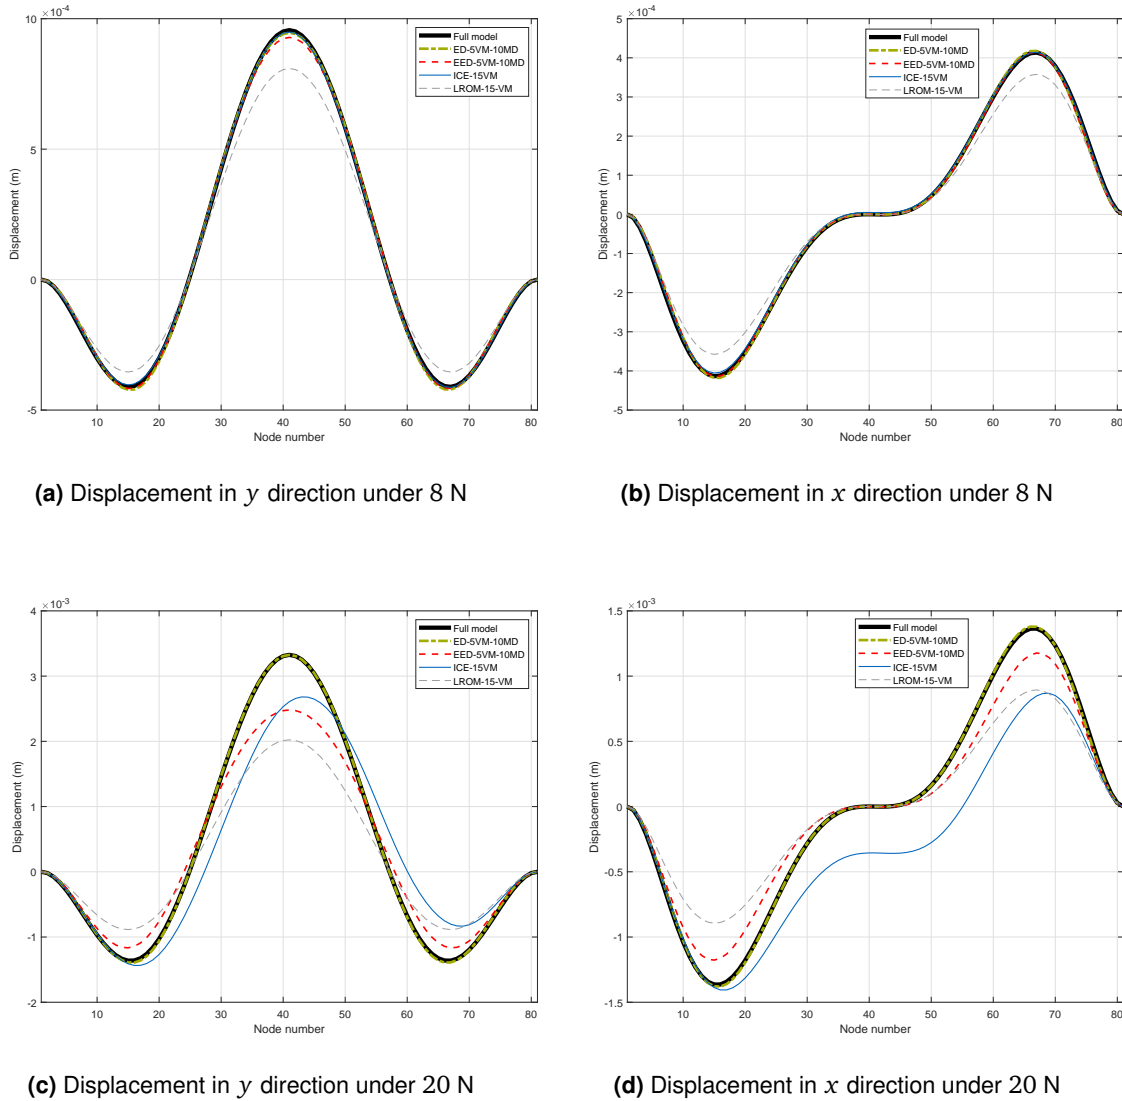 ×10⁻⁴
10
5
0
-5
Displacement (m)
10 20 30 40 50 60 70 80
Node number
Full model
ED-5VM-10MD
EED-5VM-10MD
ICE-15VM
LROM-15-VM
(a) Displacement in y direction under 8 N
×10⁻⁴
5
4
3
2
1
0
-1
-2
-3
-4
-5
Displacement (m)
10 20 30 40 50 60 70 80
Node number
Full model
ED-5VM-10MD
EED-5VM-10MD
ICE-15VM
LROM-15-VM
(b) Displacement in x direction under 8 N
×10⁻³
4
3
2
1
0
-1
-2
Displacement (m)
10 20 30 40 50 60 70 80
Node number
Full model
ED-5VM-10MD
EED-5VM-10MD
ICE-15VM
LROM-15-VM
(c) Displacement in y direction under 20 N
×10⁻³
1.5
1
0.5
0
-0.5
-1
-1.5
Displacement (m)
10 20 30 40 50 60 70 80
Node number
Full model
ED-5VM-10MD
EED-5VM-10MD
ICE-15VM
LROM-15-VM
(d) Displacement in x direction under 20 N